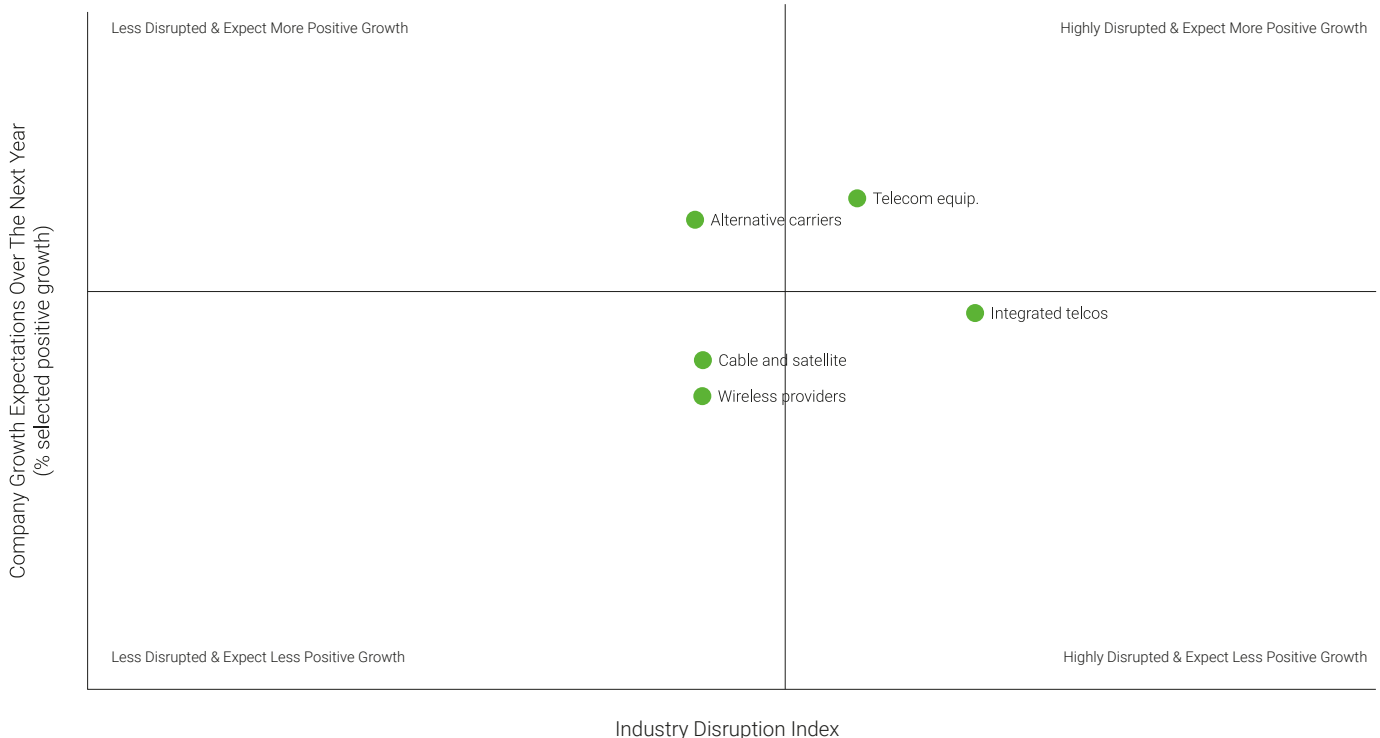 Less Disrupted & Expect More Positive Growth
Highly Disrupted & Expect More Positive Growth
Company Growth Expectations Over The Next Year
(% selected positive growth)
Telecom equip.
Alternative carriers
Integrated telcos
Cable and satellite
Wireless providers
Less Disrupted & Expect Less Positive Growth
Highly Disrupted & Expect Less Positive Growth
Industry Disruption Index